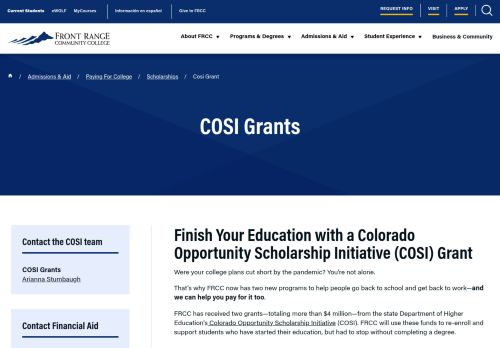 Current Students eWOLF MyCourses Información en español Give to FRCC REQUEST INFO VISIT APPLY
FRONT RANGE
COMMUNITY COLLEGE
About FRCC Programs & Degrees Admissions & Aid Student Experience Business & Community
/ Admissions & Aid / Paying For College / Scholarships / Cosi Grant
COSI Grants
Contact the COSI team
COSI Grants
Arianna Stumbaugh
Contact Financial Aid
Finish Your Education with a Colorado
Opportunity Scholarship Initiative (COSI) Grant
Were your college plans cut short by the pandemic? You're not alone.
That's why FRCC now has two new programs to help people go back to school and get back to work—and
we can help you pay for it too.
FRCC has received two grants—totaling more than $4 million—from the state Department of Higher
Education's Colorado Opportunity Scholarship Initiative (COSI). FRCC will use these funds to re-enroll and
support students who have started their education, but had to stop without completing a degree.